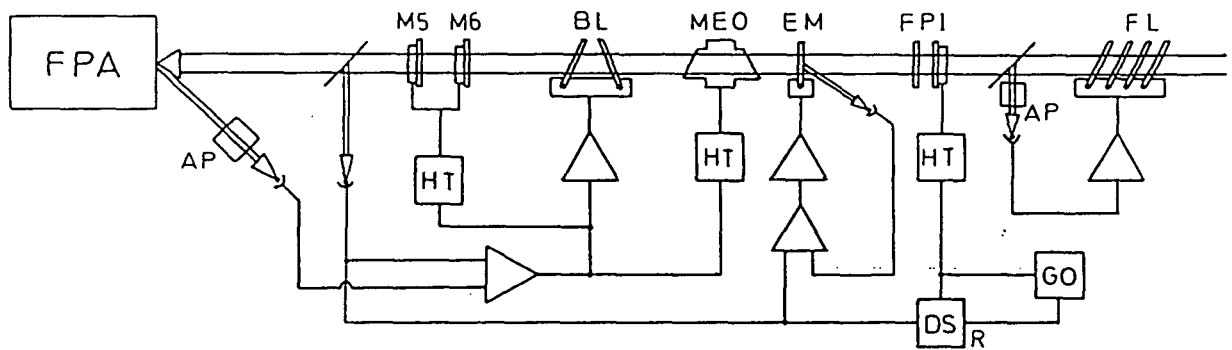 M5 M6 BL MEO EM FPI FL
FPA
AP
AP
HT HT HT
GO
DS R